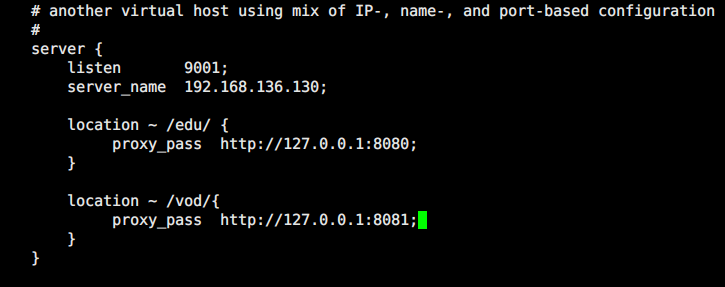 # another virtual host using mix of IP-, name-, and port-based configuration
#
server {
listen 9001;
server_name 192.168.136.130;
location ~ /edu/ {
proxy_pass http://127.0.0.1:8080;
}
location ~ /vod/{
proxy_pass http://127.0.0.1:8081;
}
}